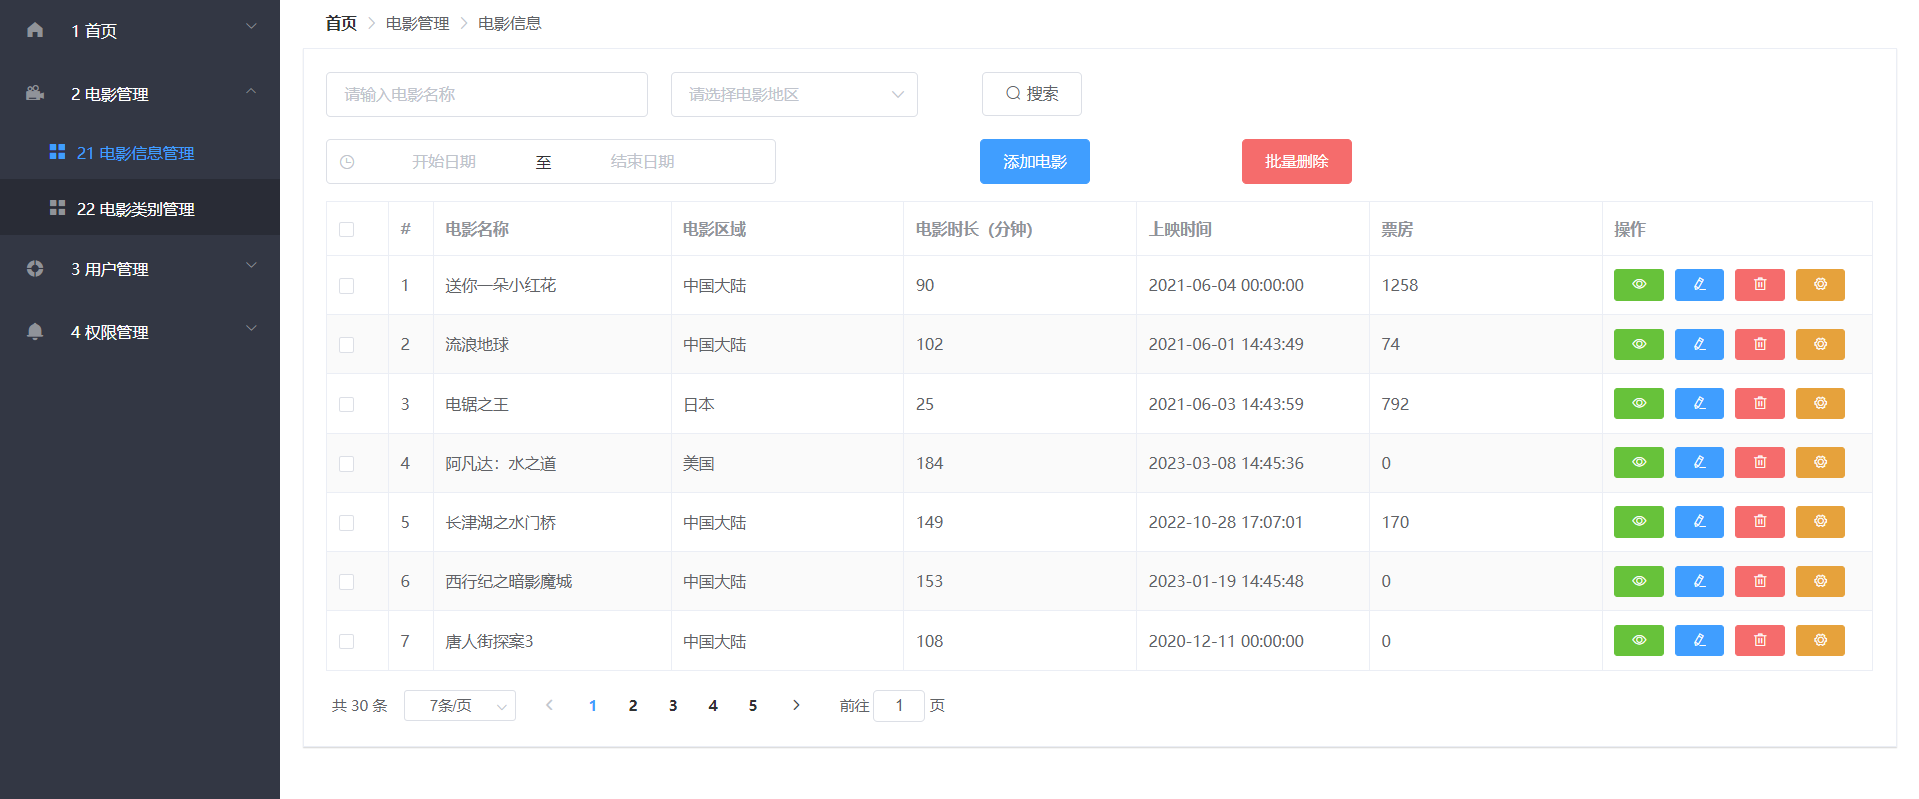 1 首页
2 电影管理
21 电影信息管理
22 电影类别管理
3 用户管理
4 权限管理
首页 > 电影管理 > 电影信息
请输入电影名称 请选择电影地区 搜索
开始日期 至 结束日期 添加电影 批量删除
# 电影名称 电影区域 电影时长（分钟） 上映时间 票房 操作
1 送你一朵小红花 中国大陆 90 2021-06-04 00:00:00 1258
2 流浪地球 中国大陆 102 2021-06-01 14:43:49 74
3 电锯之王 日本 25 2021-06-03 14:43:59 792
4 阿凡达：水之道 美国 184 2023-03-08 14:45:36 0
5 长津湖之水门桥 中国大陆 149 2022-10-28 17:07:01 170
6 西行纪之暗影魔城 中国大陆 153 2023-01-19 14:45:48 0
7 唐人街探案3 中国大陆 108 2020-12-11 00:00:00 0
共 30 条 7条/页 < 1 2 3 4 5 > 前往 1 页